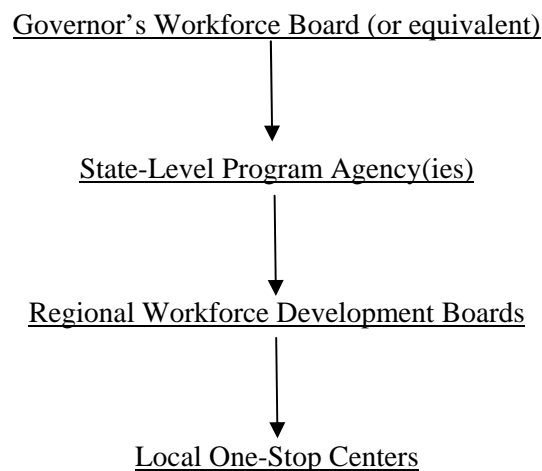 Governor’s Workforce Board (or equivalent)
State-Level Program Agency(ies)
Regional Workforce Development Boards
Local One-Stop Centers